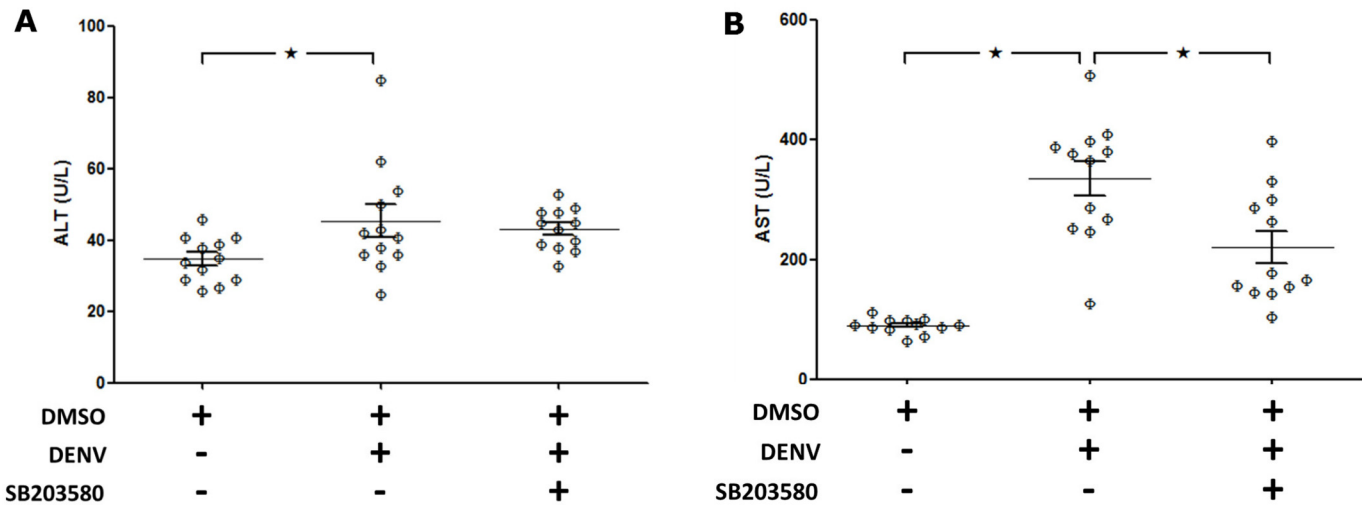 A
ALT (U/L)
100
80
60
40
20
0
★
DMSO + + +
DENV - + +
SB203580 - - +
B
AST (U/L)
600
400
200
0
★ ★
DMSO + + +
DENV - + +
SB203580 - - +